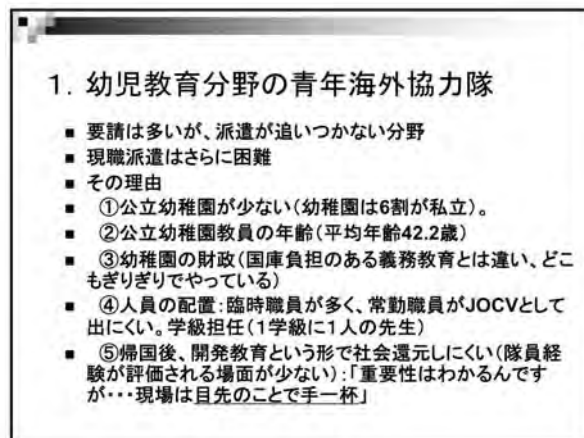 1. 幼児教育分野の青年海外協力隊
■ 要請は多いが、派遣が追いつかない分野
■ 現職派遣はさらに困難
■ その理由
■ ①公立幼稚園が少ない(幼稚園は6割が私立)。
■ ②公立幼稚園教員の年齢(平均年齢42.2歳)
■ ③幼稚園の財政(国庫負担のある義務教育とは違い、どこ
もぎりぎりでやっている)
■ ④人員の配置:臨時職員が多く、常勤職員がJOCVとして
出にくい。学級担任(1学級に1人の先生)
■ ⑤帰国後、開発教育という形で社会還元しにくい(隊員経
験が評価される場面が少ない):「重要性はわかるんです
が・・・現場は目先のことで手一杯」